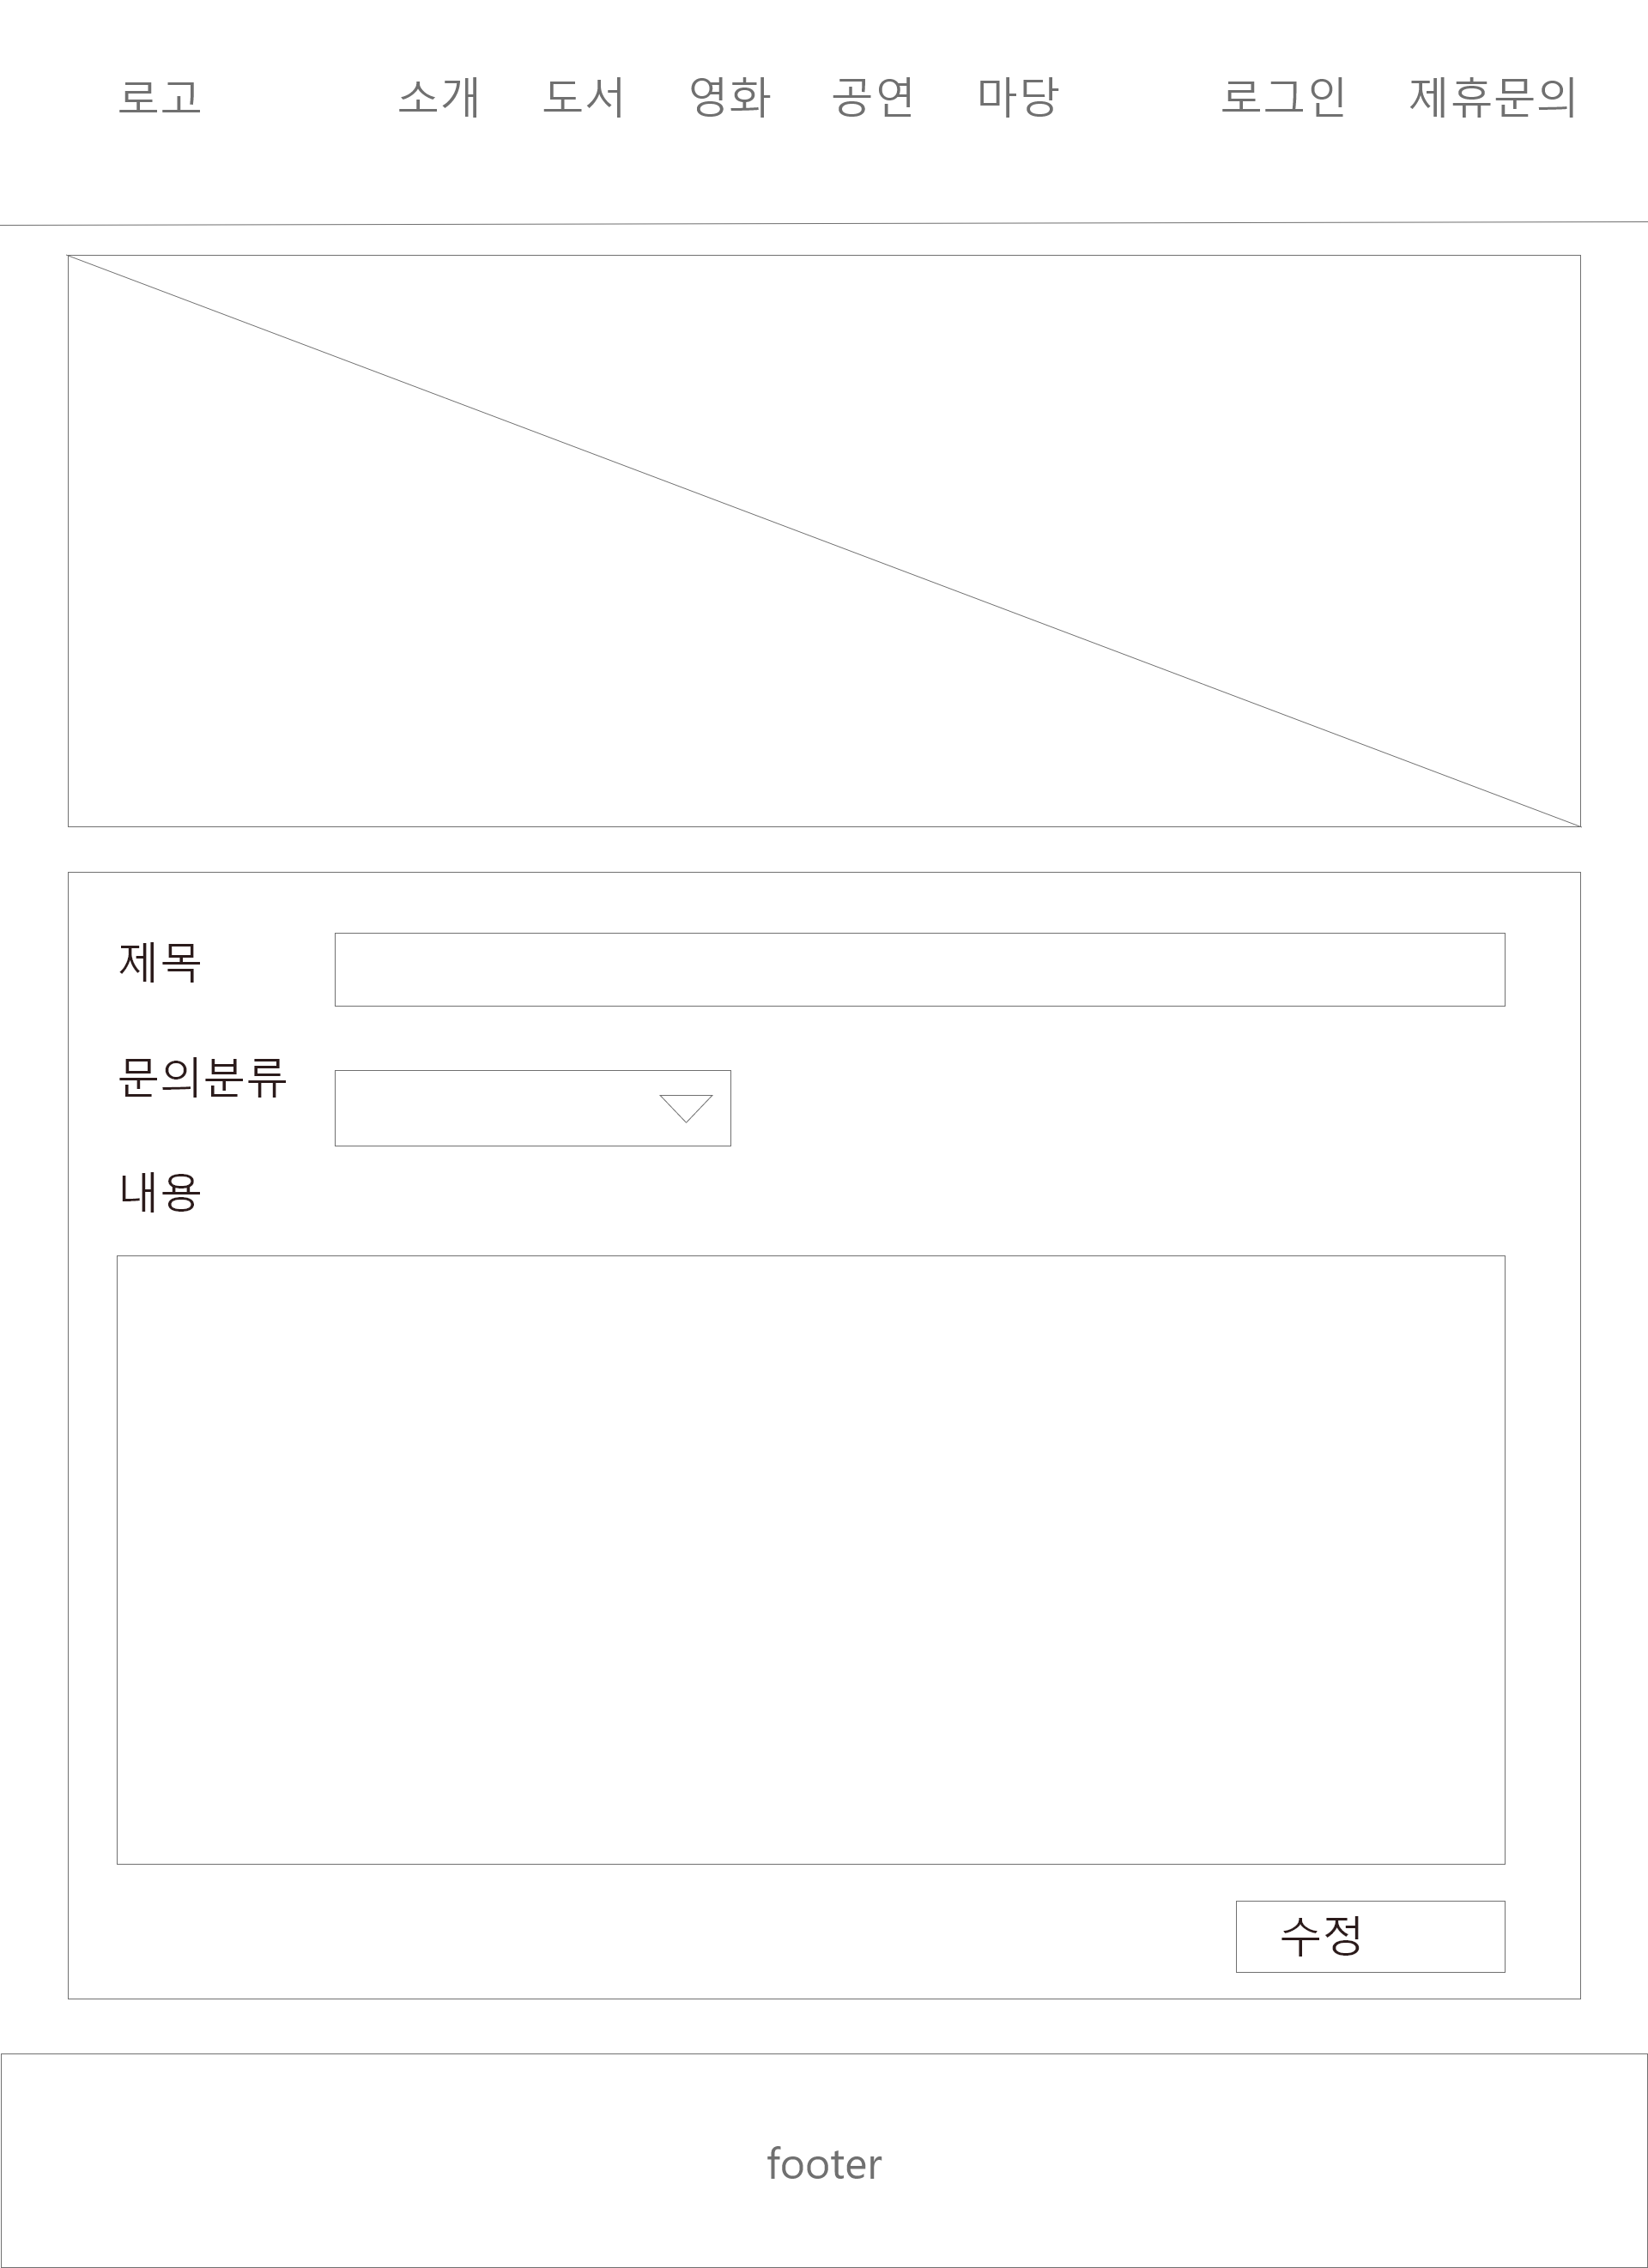 로고 소개 도서 영화 공연 마당 로그인 제휴문의
제목
문의분류
내용
수정
footer